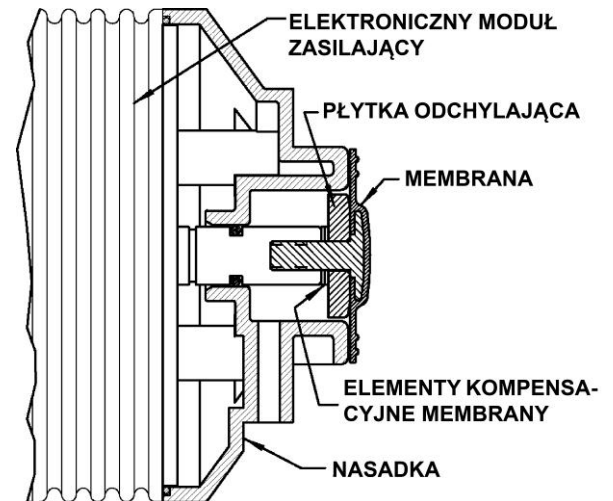 ELEKTRONICZNY MODUŁ
ZASILAJĄCY
PŁYTKA ODCHYLAJĄCA
MEMBRANA
ELEMENTY KOMPENSA-
CYJNE MEMBRANY
NASADKA